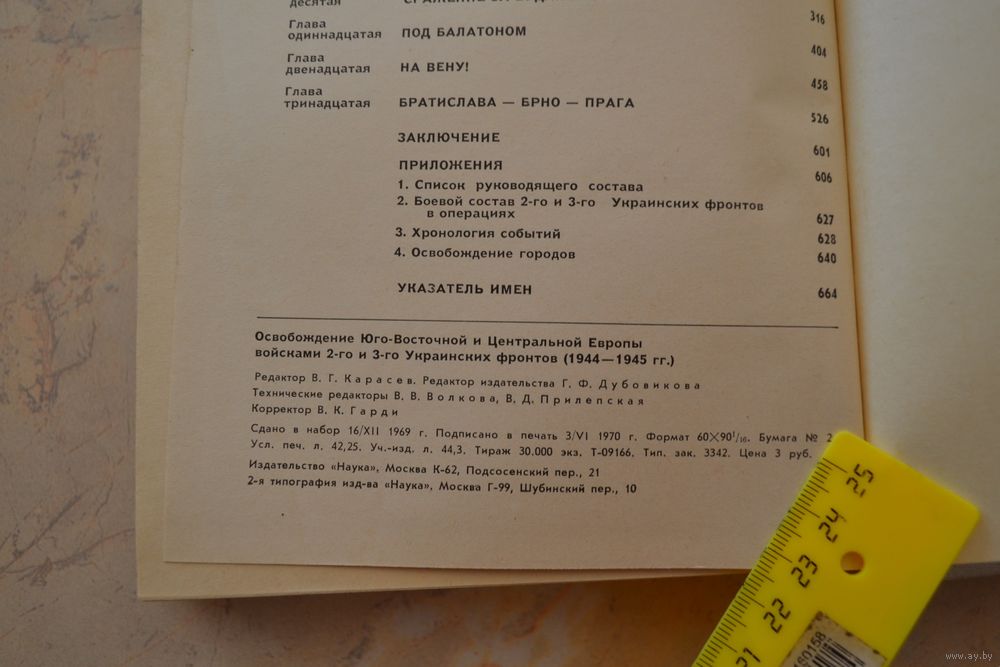 десятая
316
Глава
одиннадцатая ПОД БАЛАТОНОМ
404
Глава
двенадцатая НА ВЕНУ!
458
Глава
тринадцатая БРАТИСЛАВА — БРНО — ПРАГА
526
ЗАКЛЮЧЕНИЕ
601
ПРИЛОЖЕНИЯ
606
1. Список руководящего состава
2. Боевой состав 2-го и 3-го Украинских фронтов
в операциях
627
3. Хронология событий
628
4. Освобождение городов
640
УКАЗАТЕЛЬ ИМЕН
664
Освобождение Юго-Восточной и Центральной Европы
войсками 2-го и 3-го Украинских фронтов (1944—1945 гг.)
Редактор В. Г. Карасев. Редактор издательства Г. Ф. Дубовикова
Технические редакторы В. В. Волкова, В. Д. Прилепская
Корректор В. К. Гарди
Сдано в набор 16/XII 1969 г. Подписано в печать 3/VI 1970 г. Формат 60×90¹/₁₆. Бумага № 2
Усл. печ. л. 42,25. Уч.-изд. л. 44,3. Тираж 30.000 экз. Т-09166. Тип. зак. 3342. Цена 3 руб.
Издательство «Наука», Москва К-62, Подсосенский пер., 21
2-я типография изд-ва «Наука», Москва Г-99, Шубинский пер., 10
25
24
23
22
21
60158
www.ay.by